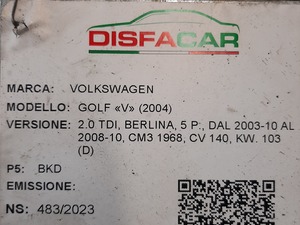 DISFACAR
MARCA: VOLKSWAGEN
MODELLO: GOLF «V» (2004)
VERSIONE: 2.0 TDI, BERLINA, 5 P., DAL 2003-10 AL
2008-10, CM3 1968, CV 140, KW. 103
(D)
P5: BKD
EMISSIONE:
NS: 483/2023